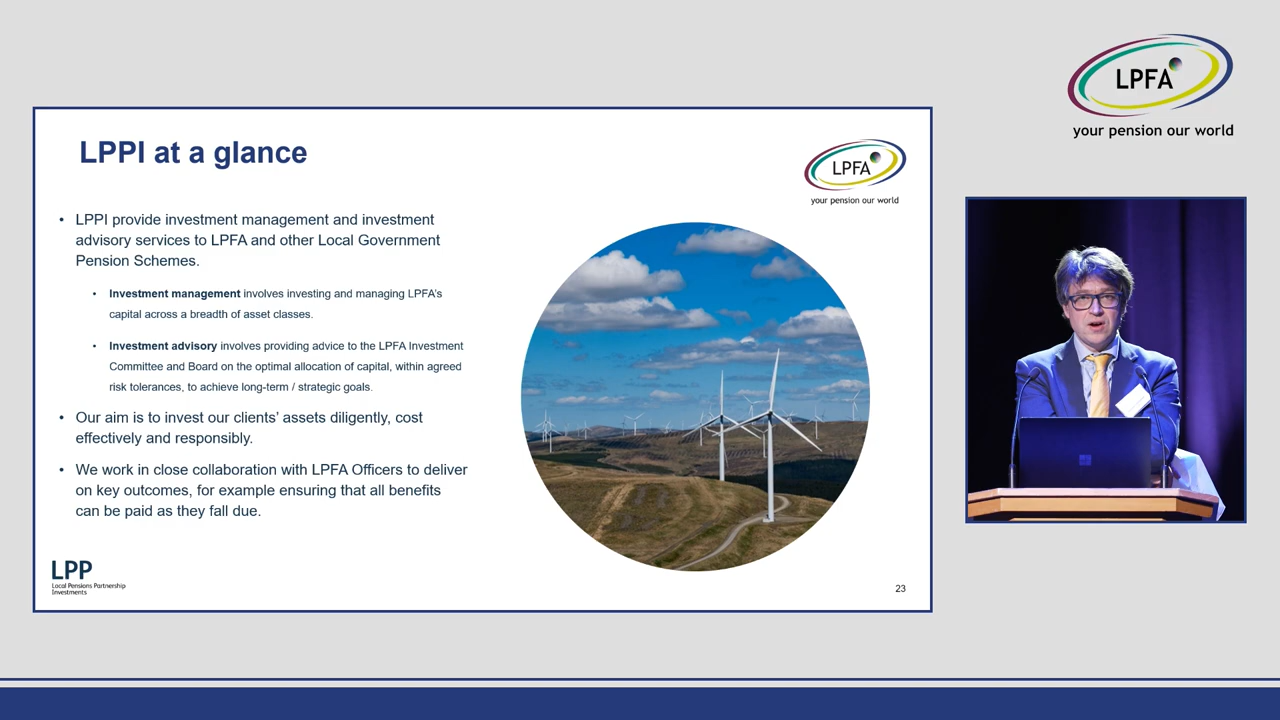 LPFA
your pension our world
LPPI at a glance
LPFA
your pension our world
• LPPI provide investment management and investment
advisory services to LPFA and other Local Government
Pension Schemes.
• Investment management involves investing and managing LPFA's
capital across a breadth of asset classes.
• Investment advisory involves providing advice to the LPFA Investment
Committee and Board on the optimal allocation of capital, within agreed
risk tolerances, to achieve long-term / strategic goals.
• Our aim is to invest our clients' assets diligently, cost
effectively and responsibly.
• We work in close collaboration with LPFA Officers to deliver
on key outcomes, for example ensuring that all benefits
can be paid as they fall due.
LPP
Local Pensions Partnership
Investments
23